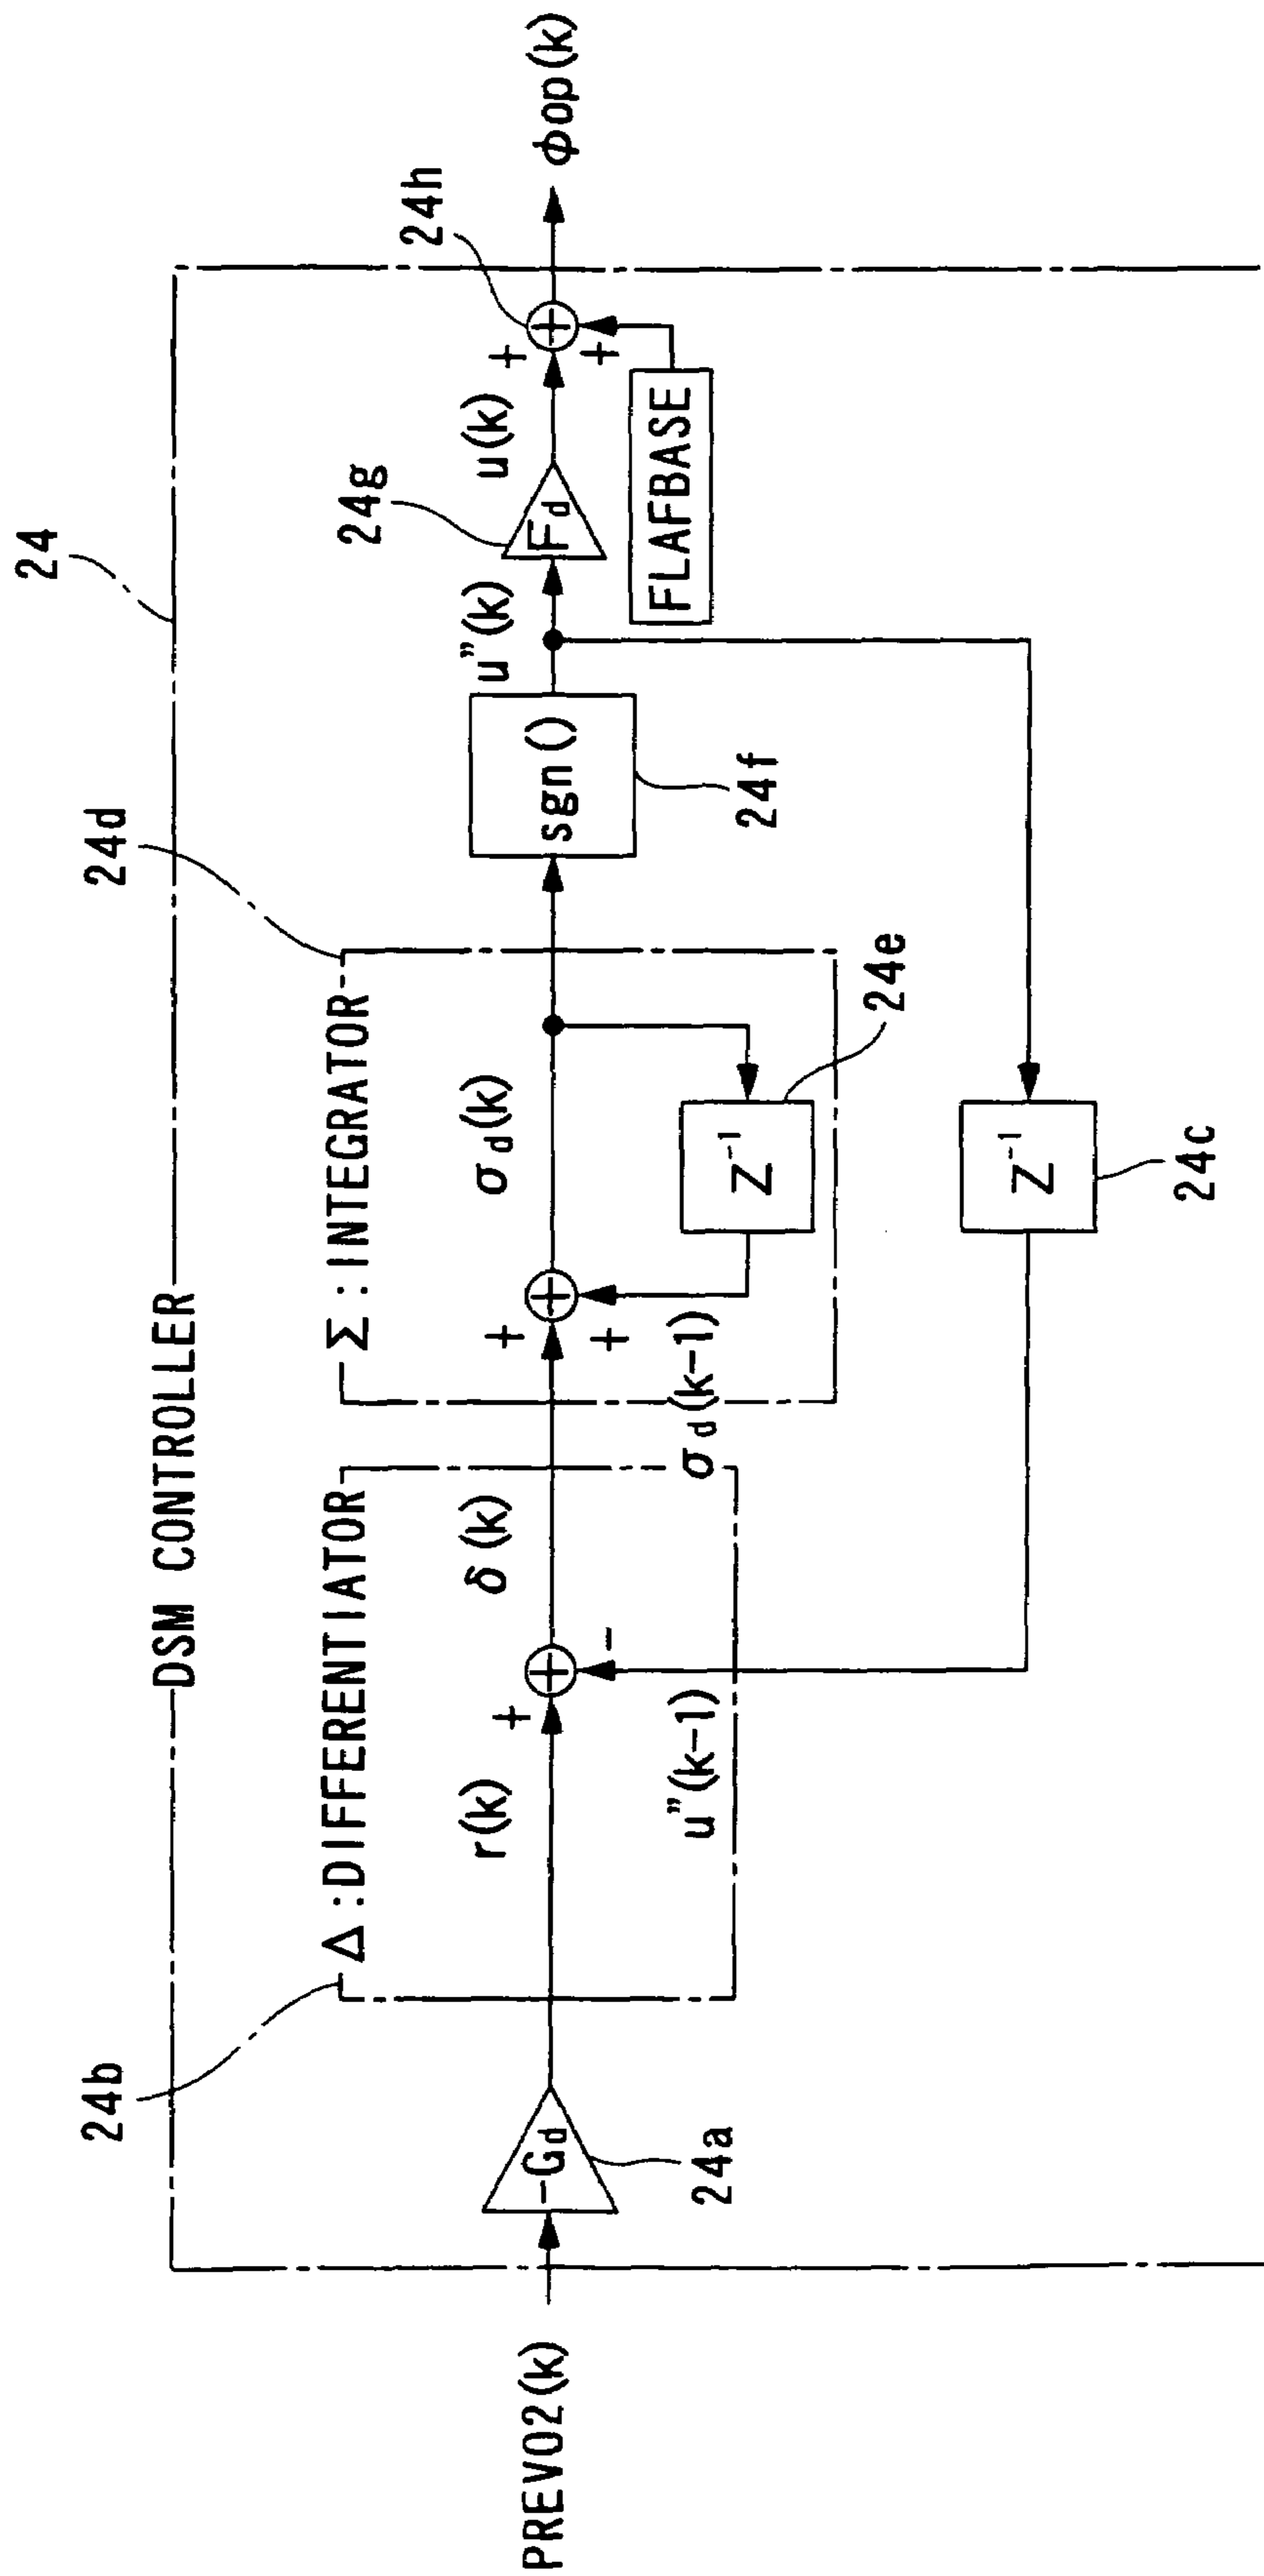 24
DSM CONTROLLER
24b
Δ:DIFFERENTIATOR
24d
Σ:INTEGRATOR
PREVO2(k)
-Gd
24a
r(k)
+
+
-
u"(k-1)
δ(k)
+
+
+
σd(k-1)
σd(k)
Z⁻¹
24e
sgn()
24f
u"(k)
Fd
24g
u(k)
+
+
+
24h
FLAFBASE
φop(k)
Z⁻¹
24c